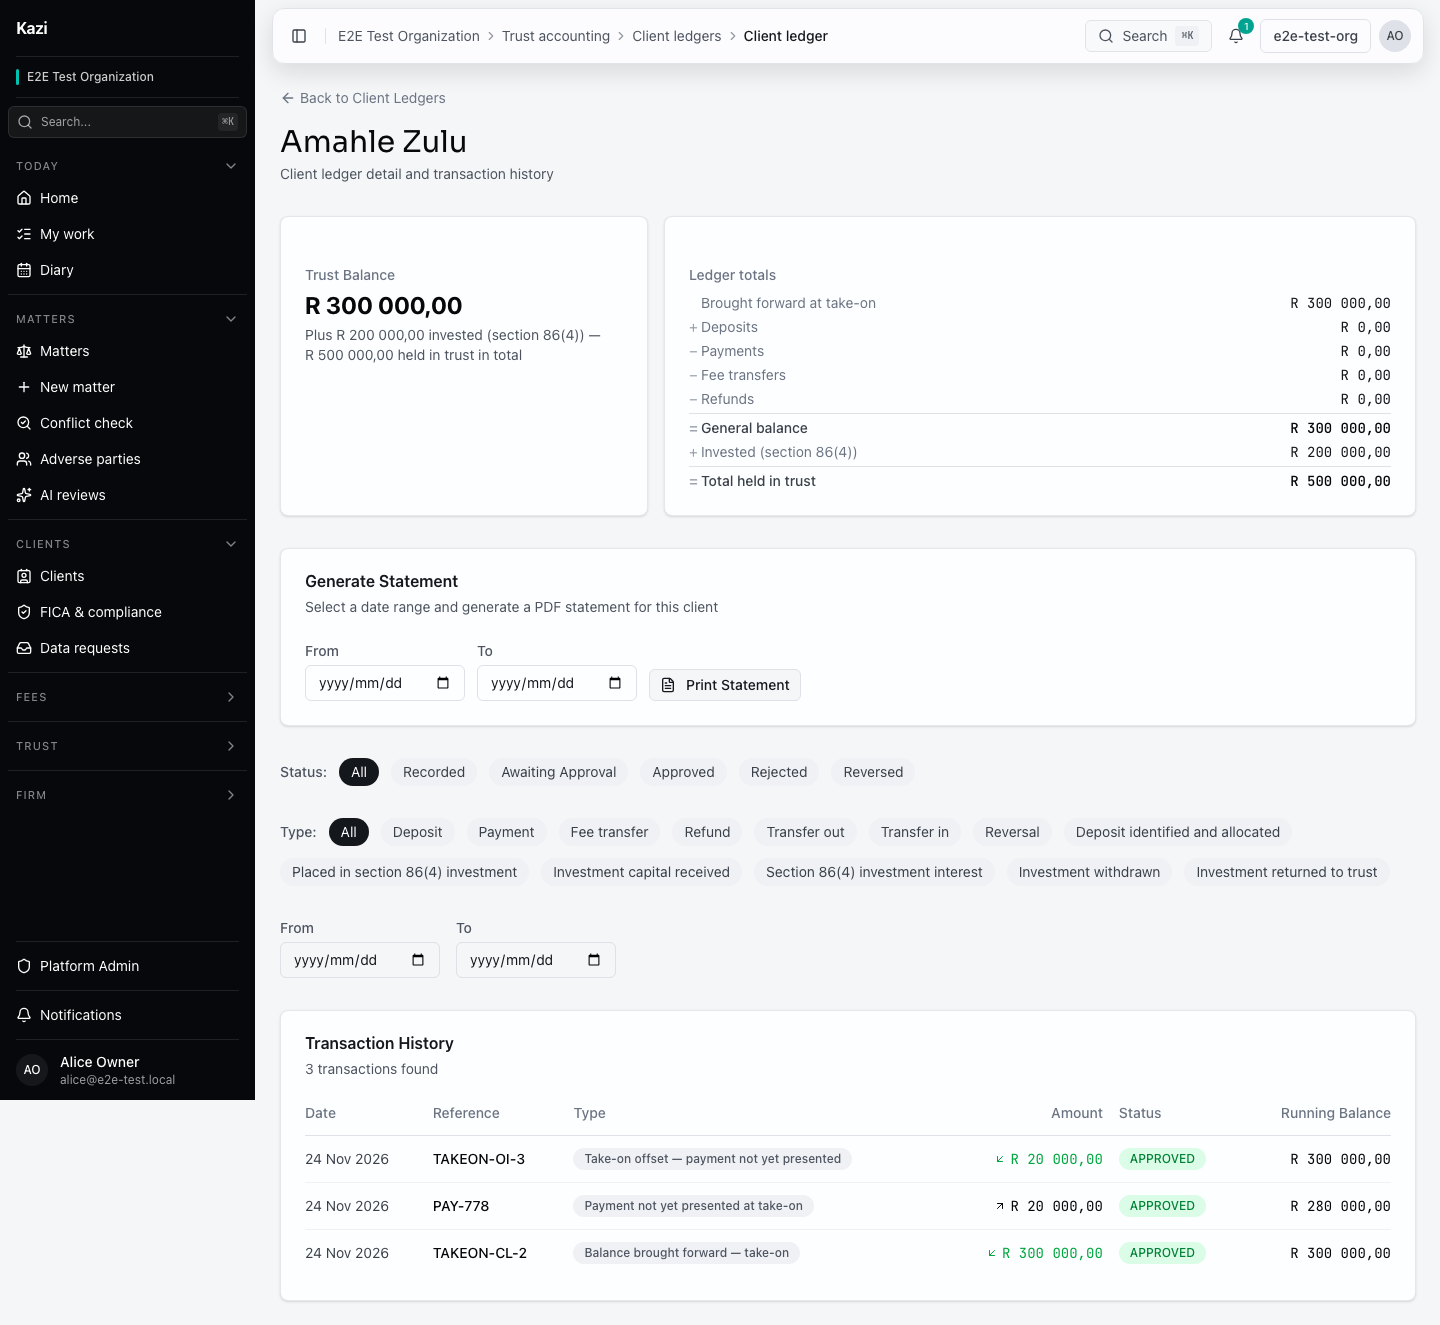 Kazi
E2E Test Organization
Search...
⌘K
TODAY
Home
My work
Diary
MATTERS
Matters
New matter
Conflict check
Adverse parties
AI reviews
CLIENTS
Clients
FICA & compliance
Data requests
FEES
TRUST
FIRM
Platform Admin
Notifications
AO
Alice Owner
alice@e2e-test.local
E2E Test Organization > Trust accounting > Client ledgers > Client ledger
Search ⌘K
1
e2e-test-org
AO
← Back to Client Ledgers
Amahle Zulu
Client ledger detail and transaction history
Trust Balance
R 300 000,00
Plus R 200 000,00 invested (section 86(4)) —
R 500 000,00 held in trust in total
Ledger totals
Brought forward at take-on R 300 000,00
+ Deposits R 0,00
− Payments R 0,00
− Fee transfers R 0,00
− Refunds R 0,00
= General balance R 300 000,00
+ Invested (section 86(4)) R 200 000,00
= Total held in trust R 500 000,00
Generate Statement
Select a date range and generate a PDF statement for this client
From To
yyyy/mm/dd yyyy/mm/dd Print Statement
Status: All Recorded Awaiting Approval Approved Rejected Reversed
Type: All Deposit Payment Fee transfer Refund Transfer out Transfer in Reversal Deposit identified and allocated
Placed in section 86(4) investment Investment capital received Section 86(4) investment interest Investment withdrawn Investment returned to trust
From To
yyyy/mm/dd yyyy/mm/dd
Transaction History
3 transactions found
Date Reference Type Amount Status Running Balance
24 Nov 2026 TAKEON-OI-3 Take-on offset — payment not yet presented ↙ R 20 000,00 APPROVED R 300 000,00
24 Nov 2026 PAY-778 Payment not yet presented at take-on ↗ R 20 000,00 APPROVED R 280 000,00
24 Nov 2026 TAKEON-CL-2 Balance brought forward — take-on ↙ R 300 000,00 APPROVED R 300 000,00